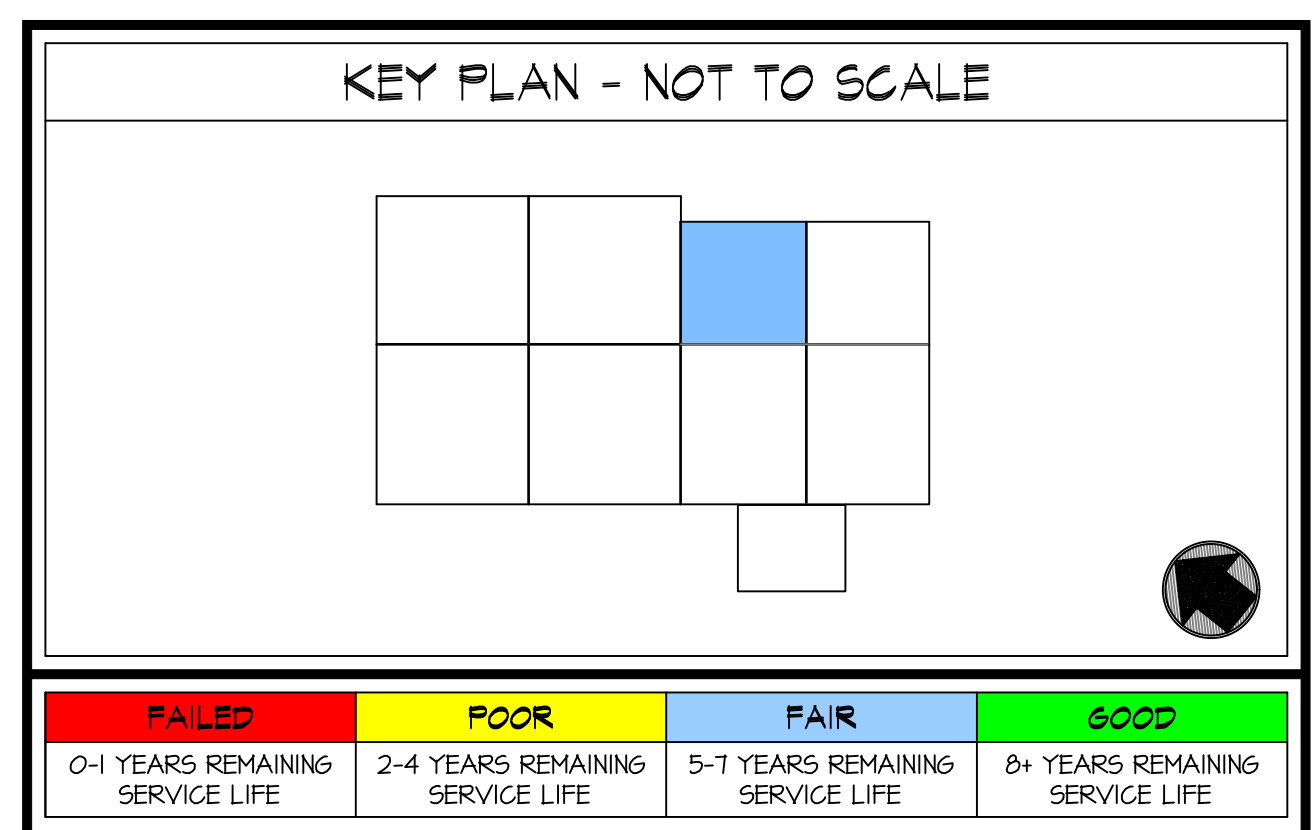 KEY PLAN - NOT TO SCALE
FAILED
POOR
FAIR
GOOD
0-1 YEARS REMAINING
SERVICE LIFE
2-4 YEARS REMAINING
SERVICE LIFE
5-7 YEARS REMAINING
SERVICE LIFE
8+ YEARS REMAINING
SERVICE LIFE